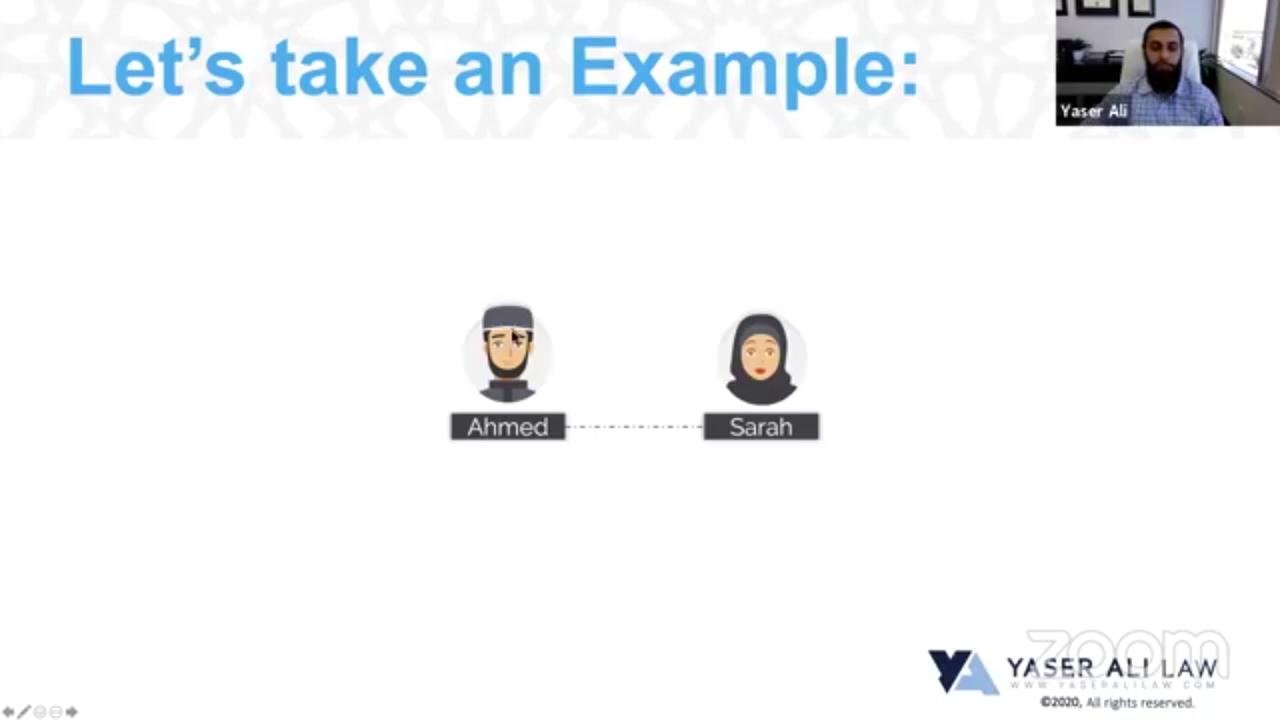 Let's take an Example:
Yaser Ali
Ahmed
Sarah
zoom
YASER ALI LAW
WWW.YASERALILAW.COM
©2020, All rights reserved.